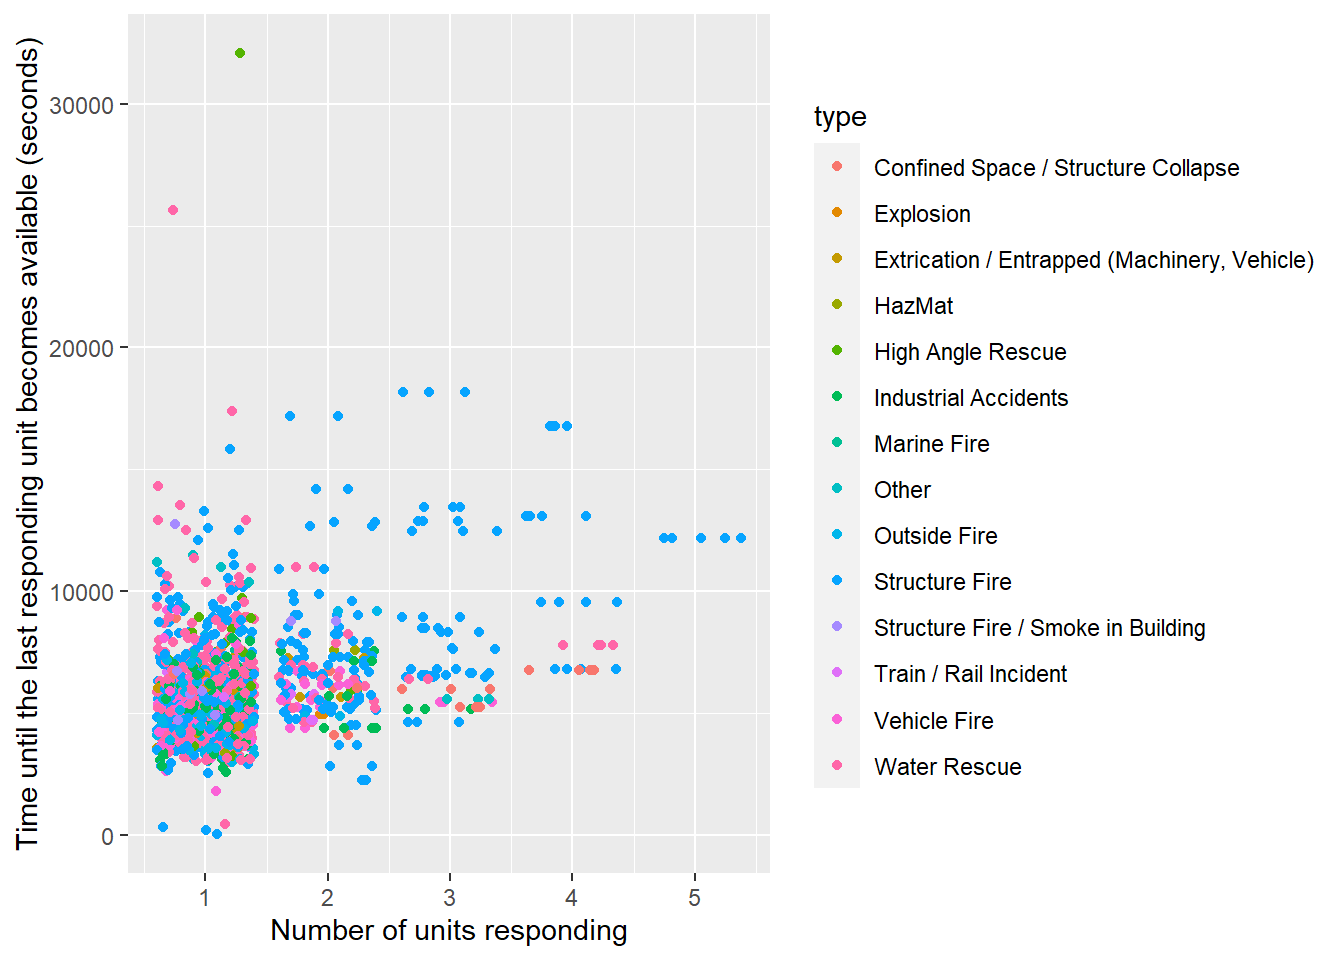 Time until the last responding unit becomes available (seconds)
30000
20000
10000
0
1 2 3 4 5
Number of units responding
type
Confined Space / Structure Collapse
Explosion
Extrication / Entrapped (Machinery, Vehicle)
HazMat
High Angle Rescue
Industrial Accidents
Marine Fire
Other
Outside Fire
Structure Fire
Structure Fire / Smoke in Building
Train / Rail Incident
Vehicle Fire
Water Rescue